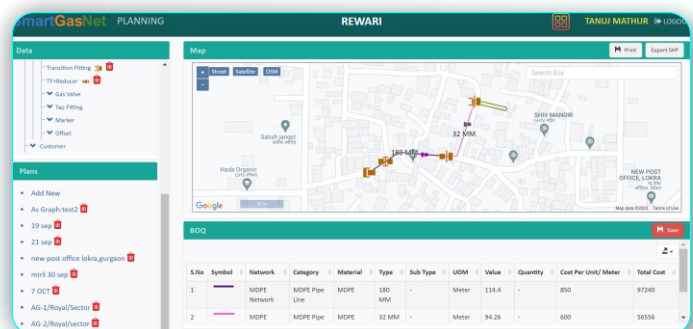 SmartGasNet PLANNING REWARI TANUJ MATHUR LOGOUT
Data
Transition Fitting
TF+Reducer
Gas Valve
Tap Fitting
Marker
Offset
Customer
Plans
Add New
As Graph:test2
19 sep
21 sep
new post office lokra,gurgaon
miril 30 sep
7 OCT
AG-1/Royal/Sector
AG-2/Royal/sector
Map Print Export SHP
+ Street Satellite OSM Search Box
-
SHIV MANDIR
Satish jangid
32 MM
180 MM
Hada Organic
NEW POST
OFFICE, LOKRA
Google Map data ©2022 Terms of Use
BOQ Save
S.No Symbol Network Category Material Type Sub Type UOM Value Quantity Cost Per Unit/ Meter Total Cost
1 MDPE Network MDPE Pipe Line MDPE 180 MM - Meter 114.4 - 850 97240
2 MDPE MDPE Pipe MDPE 32 MM - Meter 94.26 - 600 56556